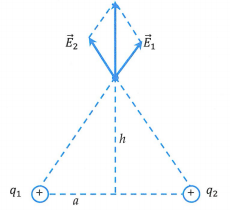 E⃗₂ E⃗₁
h
q₁ + + q₂
a